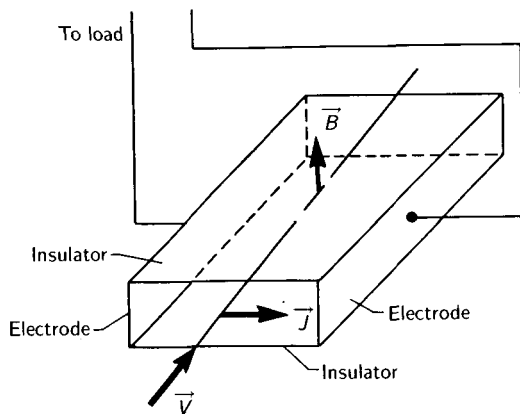 To load
B
Insulator
Electrode
J
Electrode
Insulator
V